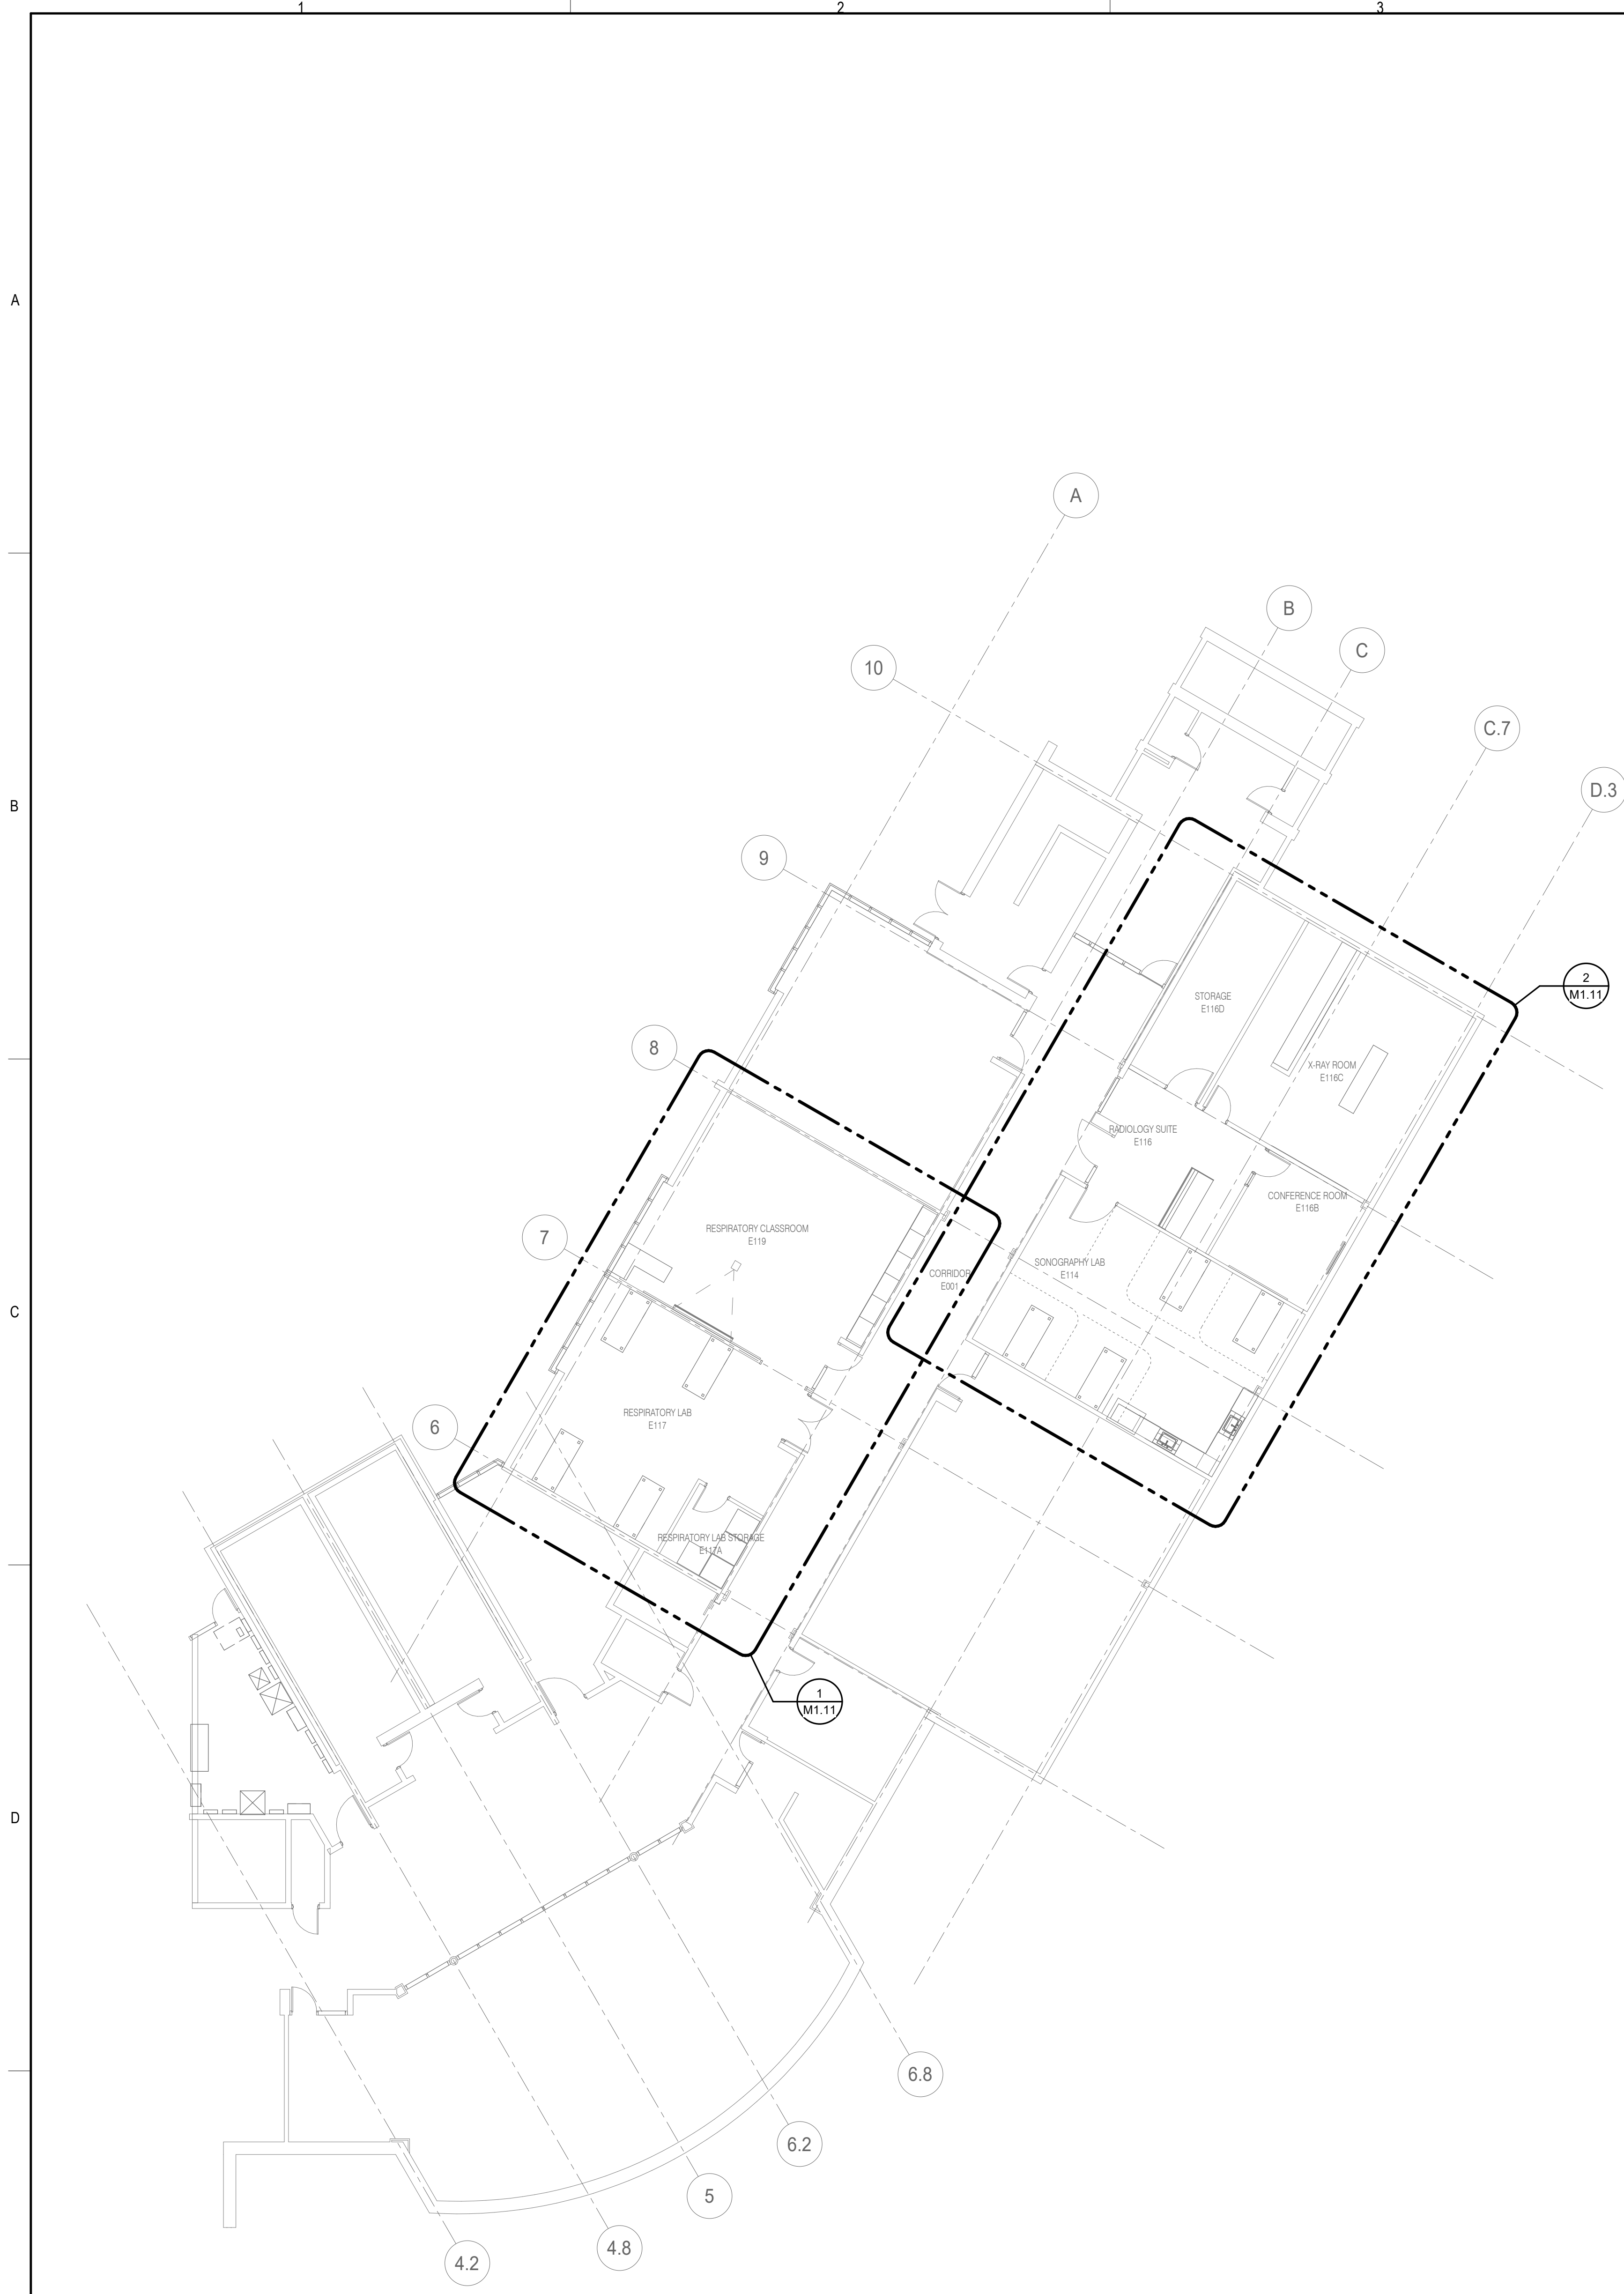 1
2
3
A
A
B
10
C
C.7
D.3
B
9
2
M1.11
STORAGE
E116D
8
X-RAY ROOM
E116C
RADIOLOGY SUITE
E116
CONFERENCE ROOM
E116B
7
RESPIRATORY CLASSROOM
E119
SONOGRAPHY LAB
E114
CORRIDOR
E001
C
RESPIRATORY LAB
E117
6
RESPIRATORY LAB STORAGE
E117A
1
M1.11
D
6.8
6.2
5
4.8
4.2